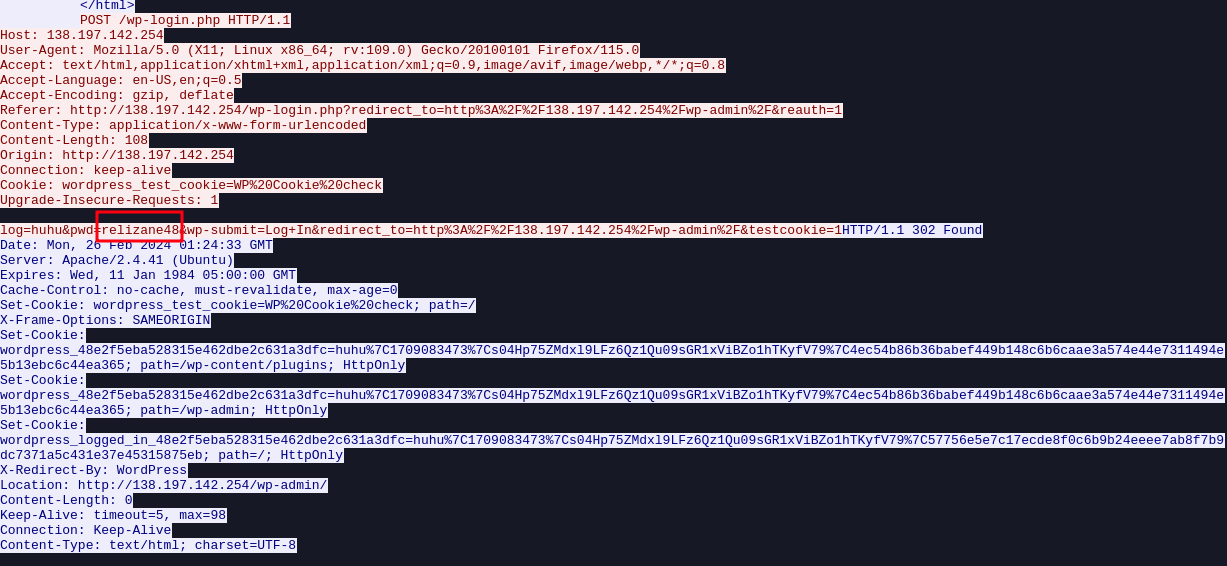 </html>
POST /wp-login.php HTTP/1.1
Host: 138.197.142.254
User-Agent: Mozilla/5.0 (X11; Linux x86_64; rv:109.0) Gecko/20100101 Firefox/115.0
Accept: text/html,application/xhtml+xml,application/xml;q=0.9,image/avif,image/webp,*/*;q=0.8
Accept-Language: en-US,en;q=0.5
Accept-Encoding: gzip, deflate
Referer: http://138.197.142.254/wp-login.php?redirect_to=http%3A%2F%2F138.197.142.254%2Fwp-admin%2F&reauth=1
Content-Type: application/x-www-form-urlencoded
Content-Length: 108
Origin: http://138.197.142.254
Connection: keep-alive
Cookie: wordpress_test_cookie=WP%20Cookie%20check
Upgrade-Insecure-Requests: 1
log=huhu&pwd=relizane48&wp-submit=Log+In&redirect_to=http%3A%2F%2F138.197.142.254%2Fwp-admin%2F&testcookie=1HTTP/1.1 302 Found
Date: Mon, 26 Feb 2024 01:24:33 GMT
Server: Apache/2.4.41 (Ubuntu)
Expires: Wed, 11 Jan 1984 05:00:00 GMT
Cache-Control: no-cache, must-revalidate, max-age=0
Set-Cookie: wordpress_test_cookie=WP%20Cookie%20check; path=/
X-Frame-Options: SAMEORIGIN
Set-Cookie:
wordpress_48e2f5eba528315e462dbe2c631a3dfc=huhu%7C1709083473%7Cs04Hp75ZMdxl9LFz6Qz1Qu09sGR1xViBZo1hTKyfV79%7C4ec54b86b36babef449b148c6b6caae3a574e44e7311494e
5b13ebc6c44ea365; path=/wp-content/plugins; HttpOnly
Set-Cookie:
wordpress_48e2f5eba528315e462dbe2c631a3dfc=huhu%7C1709083473%7Cs04Hp75ZMdxl9LFz6Qz1Qu09sGR1xViBZo1hTKyfV79%7C4ec54b86b36babef449b148c6b6caae3a574e44e7311494e
5b13ebc6c44ea365; path=/wp-admin; HttpOnly
Set-Cookie:
wordpress_logged_in_48e2f5eba528315e462dbe2c631a3dfc=huhu%7C1709083473%7Cs04Hp75ZMdxl9LFz6Qz1Qu09sGR1xViBZo1hTKyfV79%7C57756e5e7c17ecde8f0c6b9b24eeee7ab8f7b9
dc7371a5c431e37e45315875eb; path=/; HttpOnly
X-Redirect-By: WordPress
Location: http://138.197.142.254/wp-admin/
Content-Length: 0
Keep-Alive: timeout=5, max=98
Connection: Keep-Alive
Content-Type: text/html; charset=UTF-8